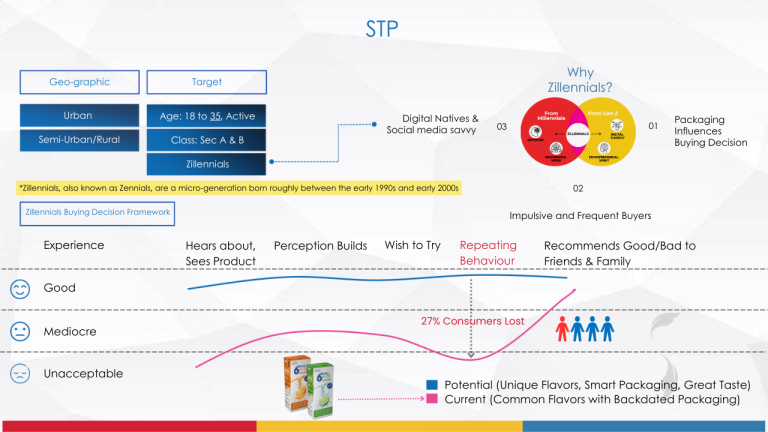 STP
Geo-graphic
Target
Urban
Semi-Urban/Rural
Age: 18 to 35, Active
Class: Sec A & B
Zillennials
Digital Natives &
Social media savvy
Why
Zillennials?
03
From
Millennials
From Gen Z
ZILLENNIALS
01
Packaging
Influences
Buying Decision
02
Impulsive and Frequent Buyers
*Zillennials, also known as Zennials, are a micro-generation born roughly between the early 1990s and early 2000s
Zillennials Buying Decision Framework
Experience
Hears about,
Sees Product
Perception Builds
Wish to Try
Repeating
Behaviour
Recommends Good/Bad to
Friends & Family
Good
Mediocre
27% Consumers Lost
Unacceptable
Potential (Unique Flavors, Smart Packaging, Great Taste)
Current (Common Flavors with Backdated Packaging)